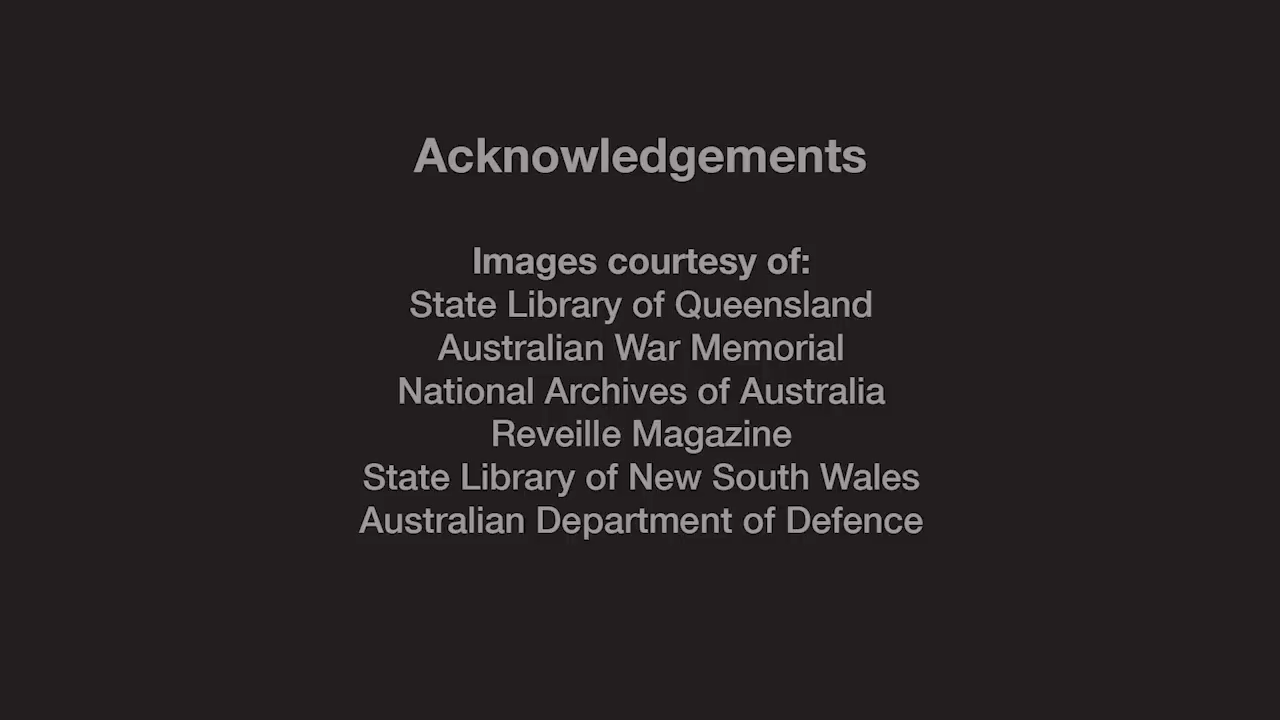 Acknowledgements
Images courtesy of:
State Library of Queensland
Australian War Memorial
National Archives of Australia
Reveille Magazine
State Library of New South Wales
Australian Department of Defence